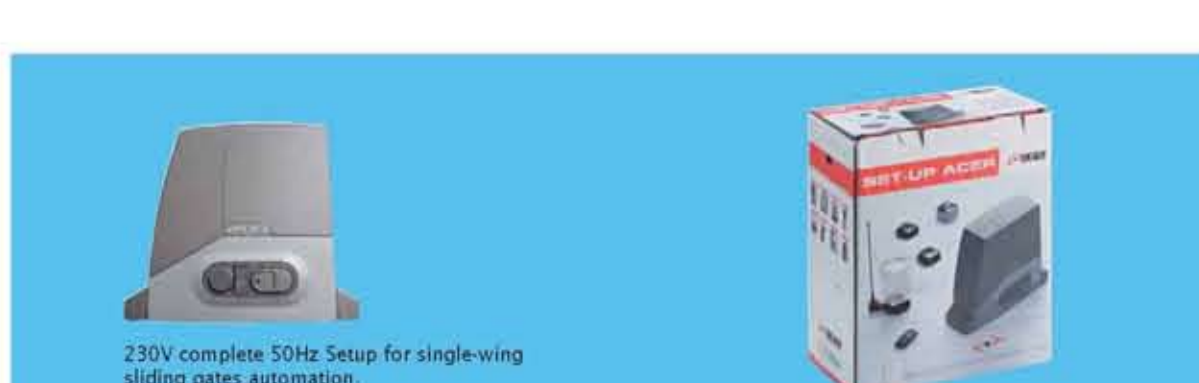 230V complete 50Hz Setup for single-wing
sliding gates automation.
SET-UP ACER